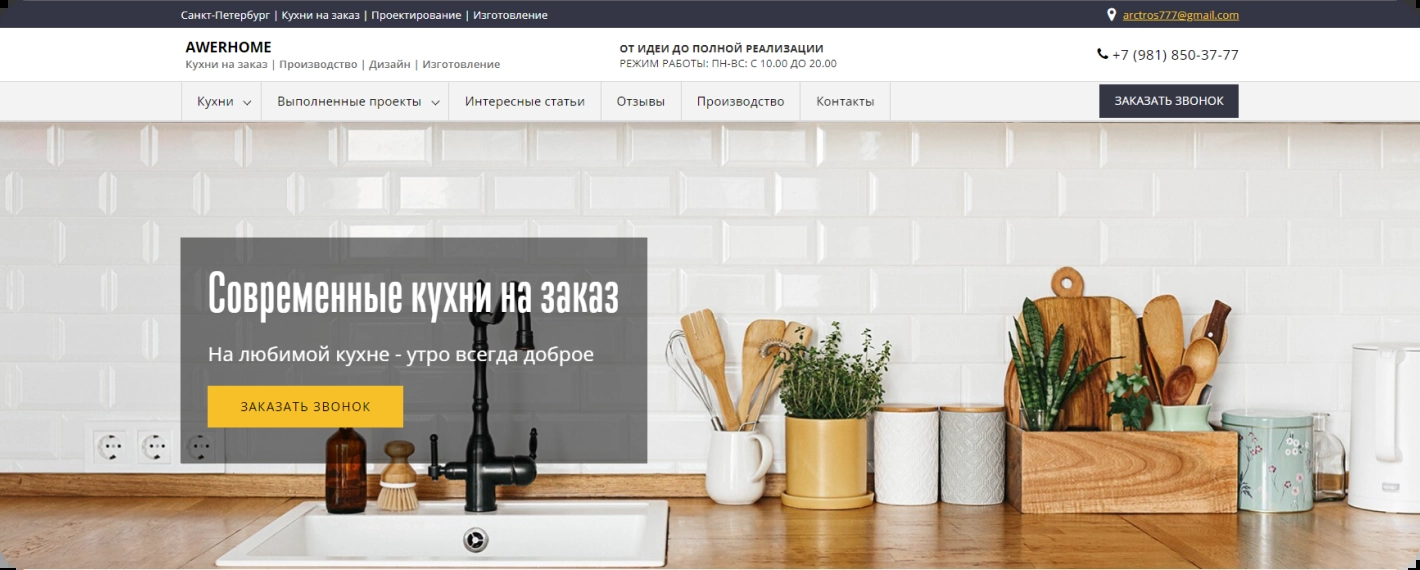 Санкт-Петербург | Кухни на заказ | Проектирование | Изготовление
arctros777@gmail.com
AWERHOME
Кухни на заказ | Производство | Дизайн | Изготовление
ОТ ИДЕИ ДО ПОЛНОЙ РЕАЛИЗАЦИИ
РЕЖИМ РАБОТЫ: ПН-ВС: С 10.00 ДО 20.00
+7 (981) 850-37-77
Кухни
Выполненные проекты
Интересные статьи
Отзывы
Производство
Контакты
ЗАКАЗАТЬ ЗВОНОК
Современные кухни на заказ
На любимой кухне - утро всегда доброе
ЗАКАЗАТЬ ЗВОНОК